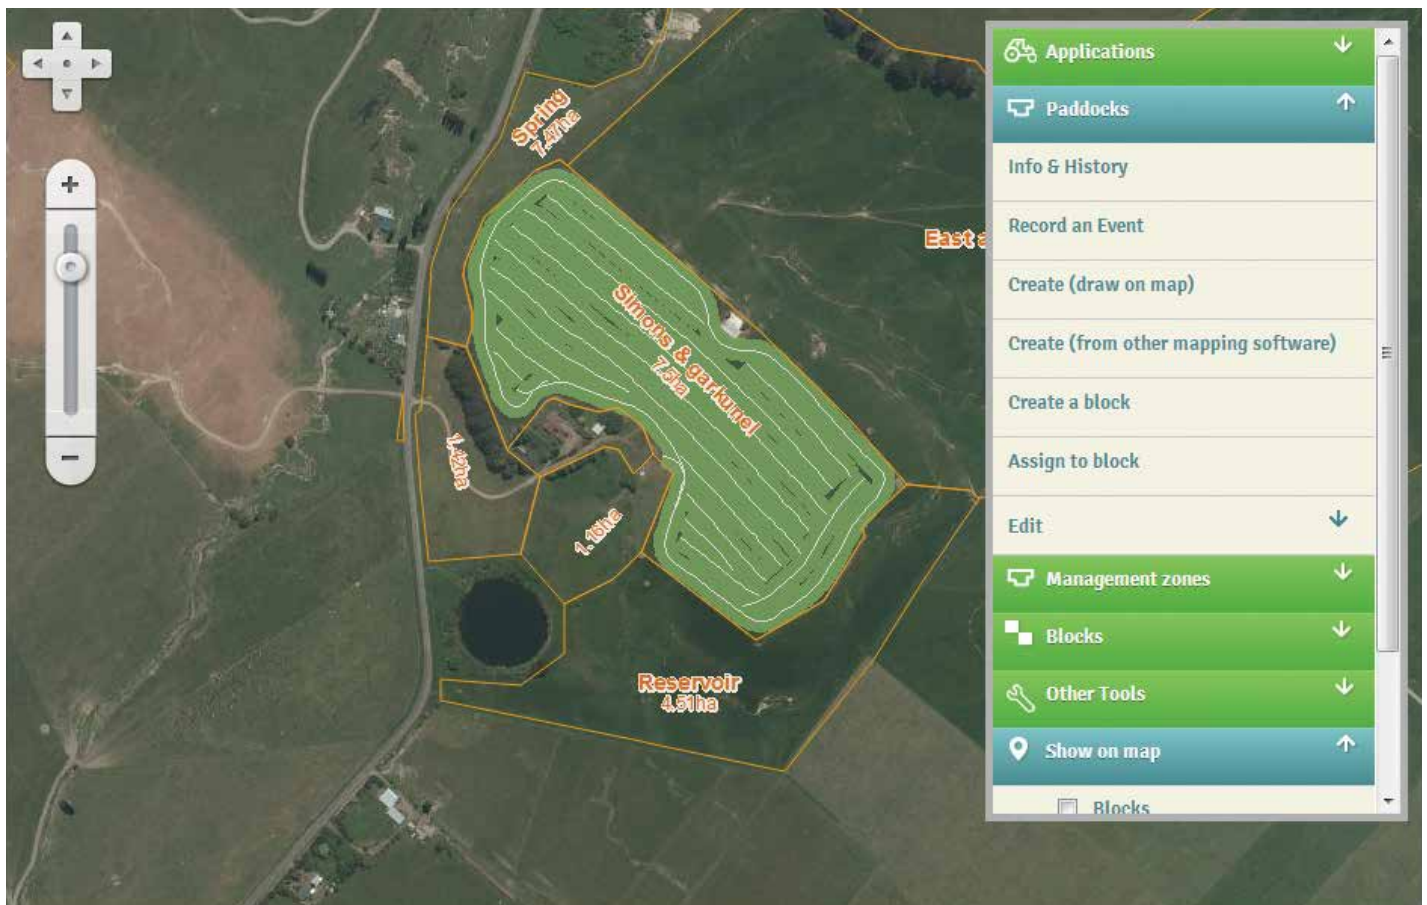 Spring
7.47ha
East a
Simons & garkunel
7.5ha
1.42ha
1.16ha
Reservoir
4.51ha
Applications
Paddocks
Info & History
Record an Event
Create (draw on map)
Create (from other mapping software)
Create a block
Assign to block
Edit
Management zones
Blocks
Other Tools
Show on map
Blocks